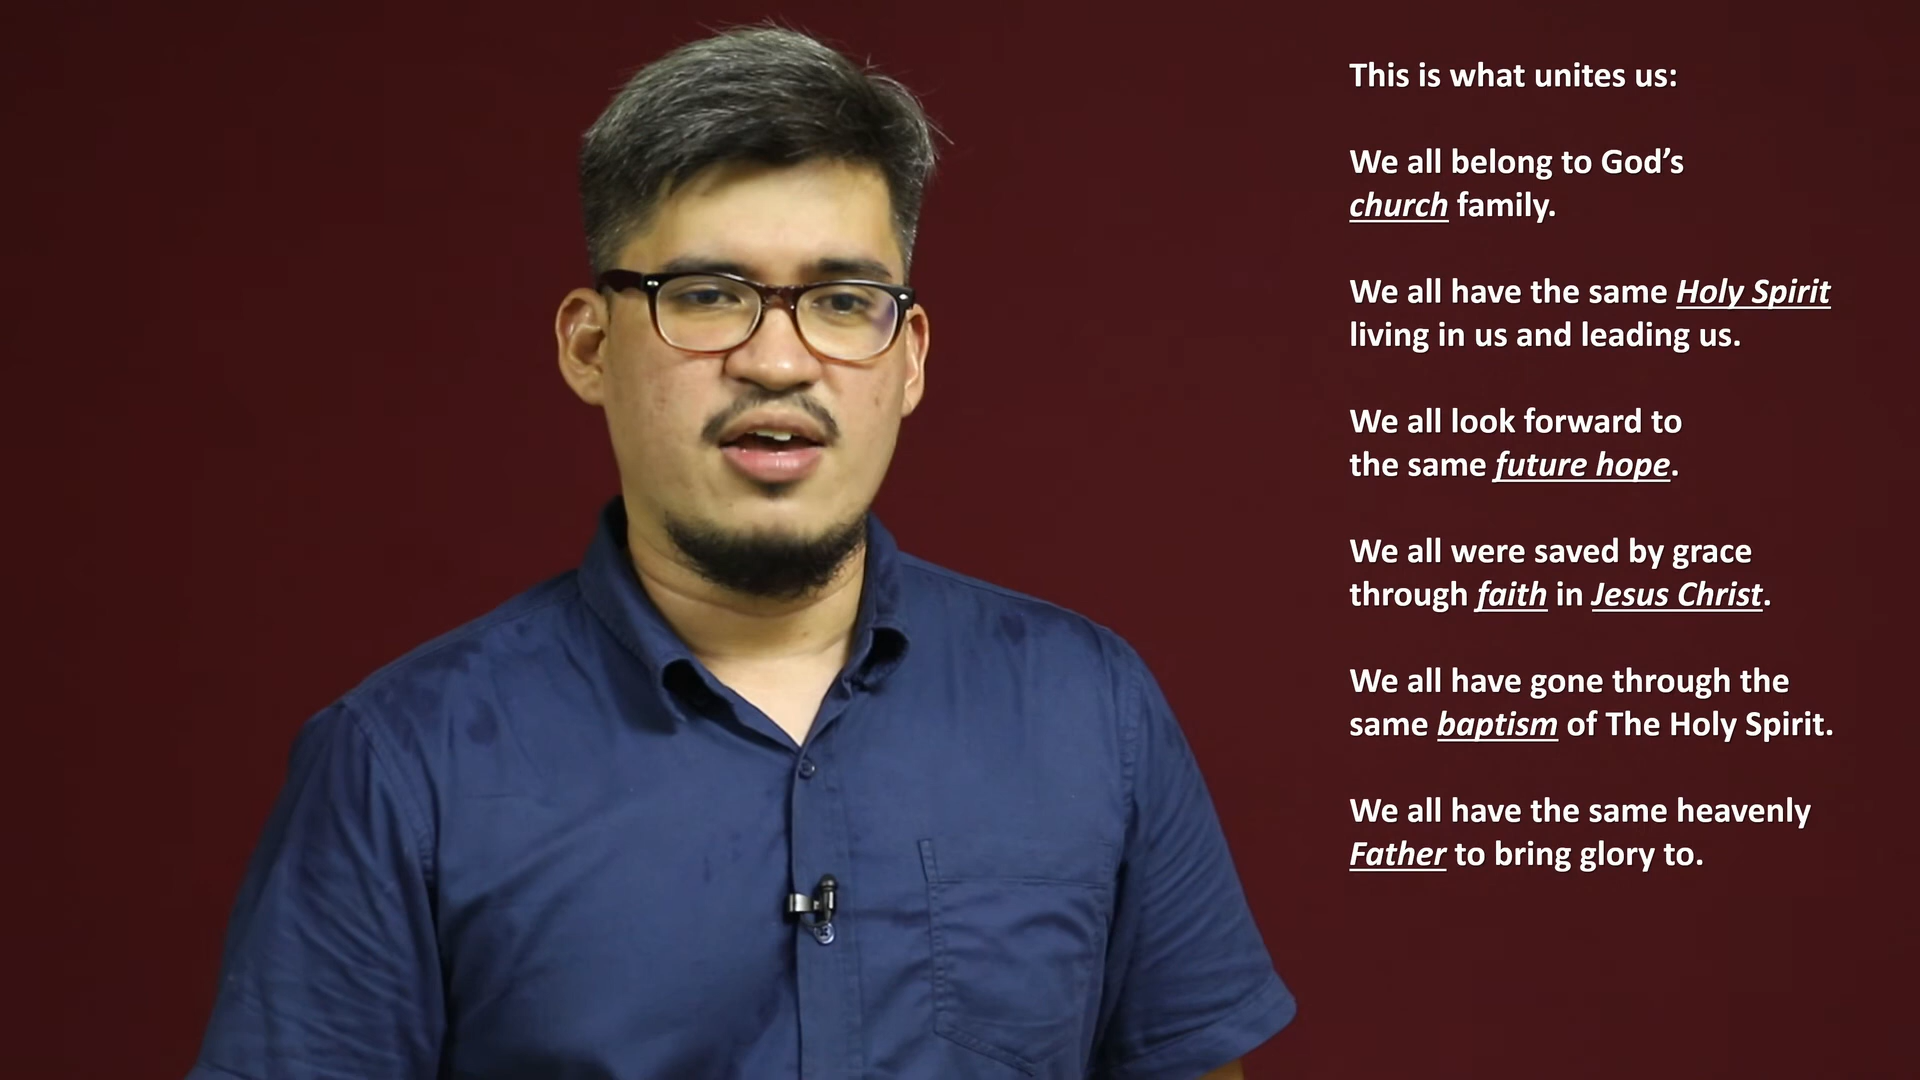 This is what unites us:
We all belong to God’s
church family.
We all have the same Holy Spirit
living in us and leading us.
We all look forward to
the same future hope.
We all were saved by grace
through faith in Jesus Christ.
We all have gone through the
same baptism of The Holy Spirit.
We all have the same heavenly
Father to bring glory to.